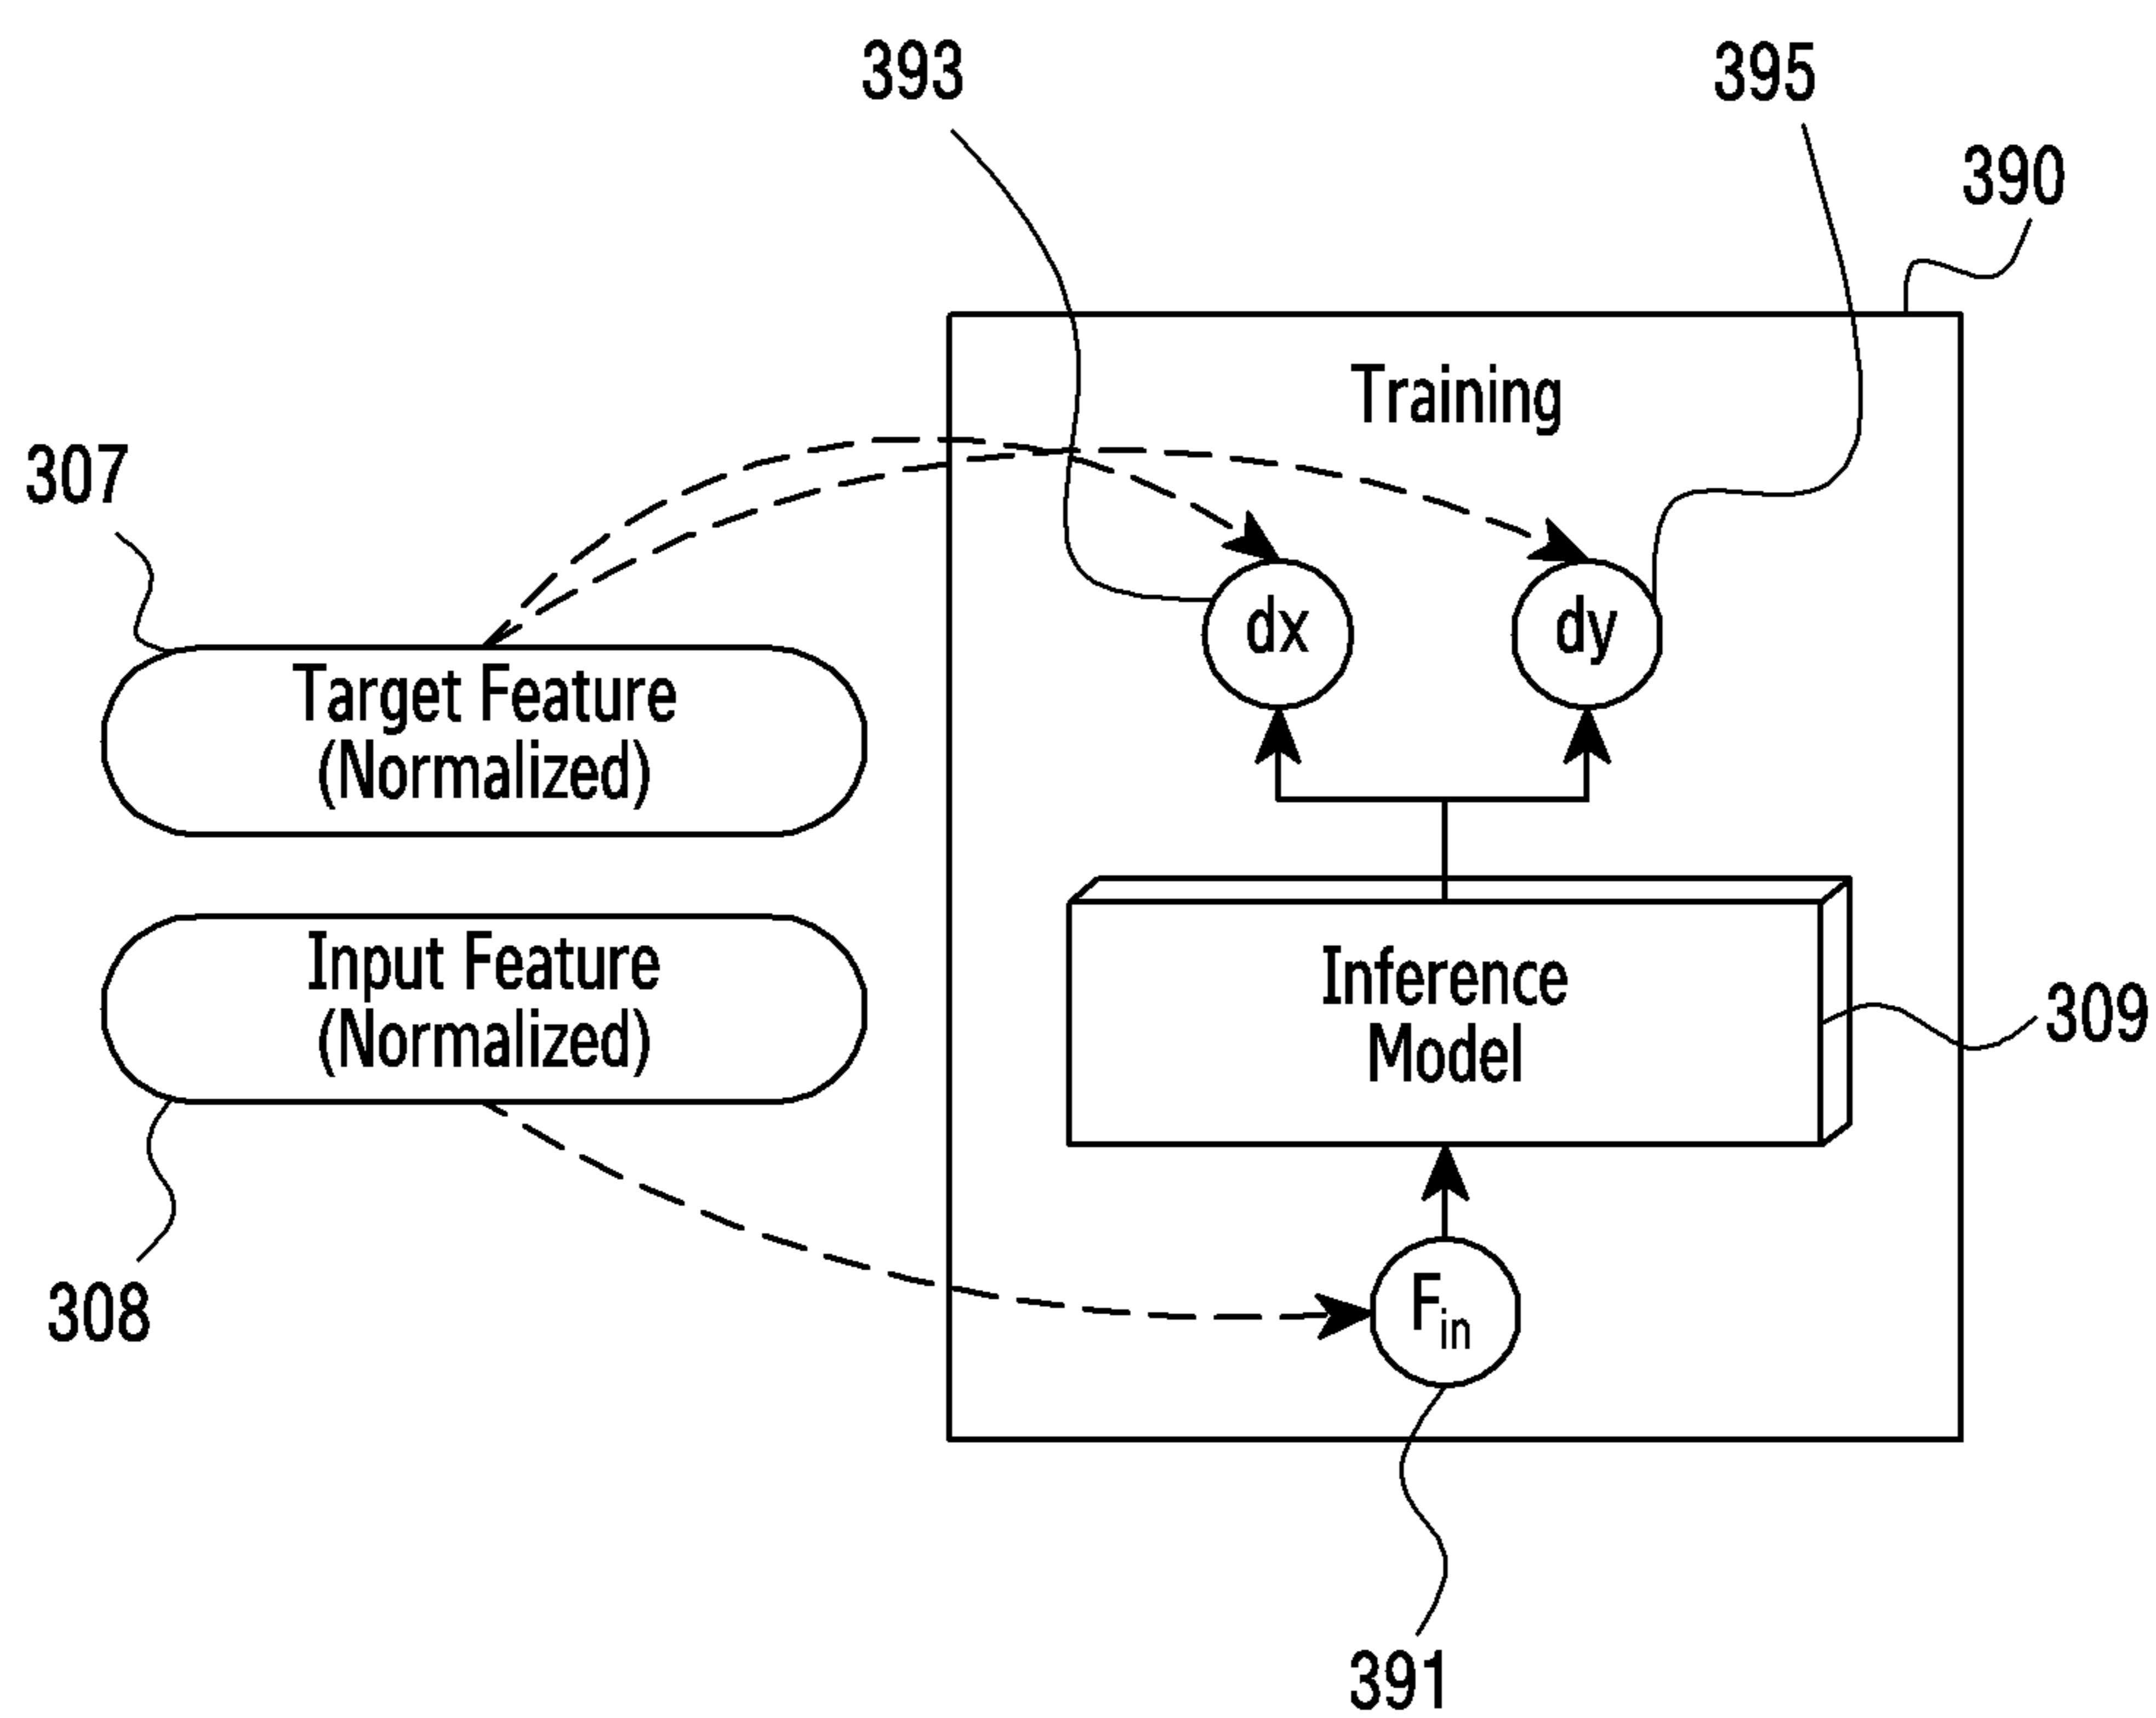 393
395
390
Training
307
dx
dy
Target Feature
(Normalized)
Input Feature
(Normalized)
Inference
Model
309
308
Fin
391